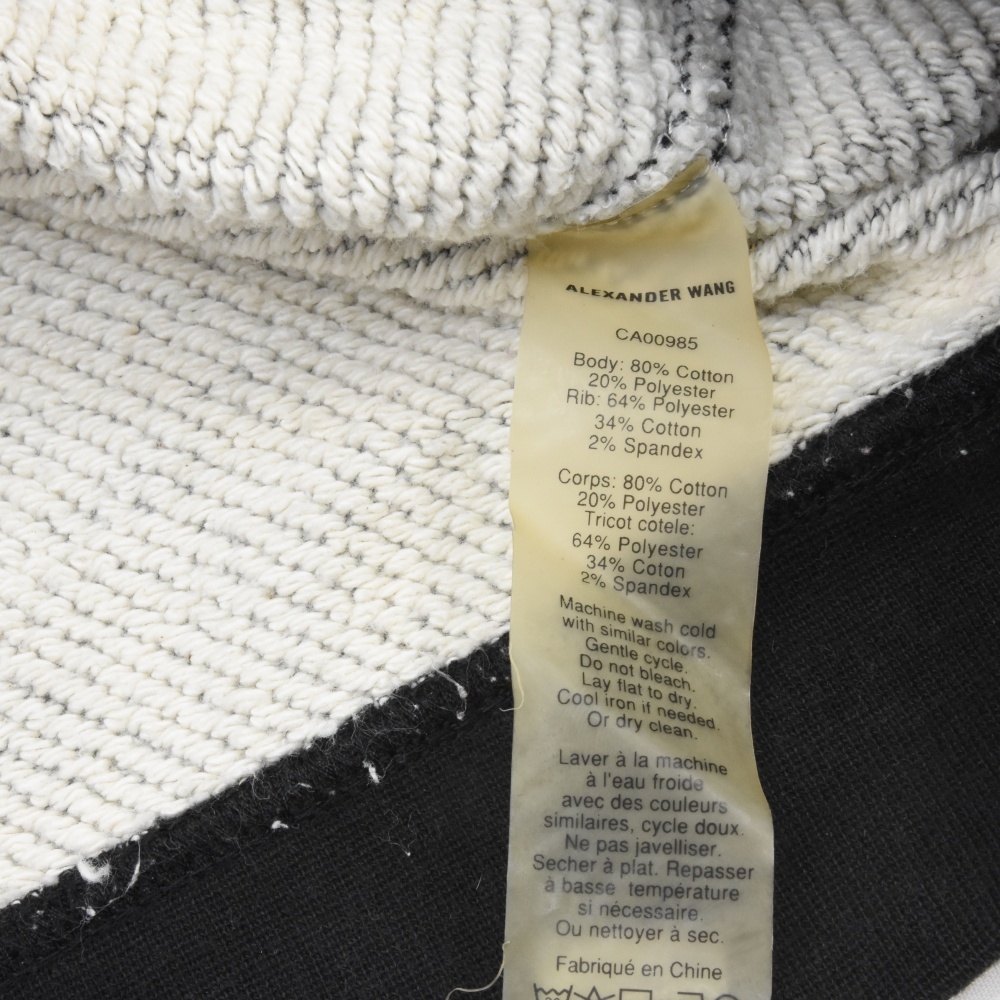 ALEXANDER WANG
CA00985
Body: 80% Cotton
20% Polyester
Rib: 64% Polyester
34% Cotton
2% Spandex
Corps: 80% Cotton
20% Polyester
Tricot cotele:
64% Polyester
34% Coton
2% Spandex
Machine wash cold
with similar colors.
Gentle cycle.
Do not bleach.
Lay flat to dry.
Cool iron if needed.
Or dry clean.
Laver à la machine
à l'eau froide
avec des couleurs
similaires, cycle doux.
Ne pas javelliser.
Secher à plat. Repasser
à basse température
si nécessaire.
Ou nettoyer à sec.
Fabriqué en Chine